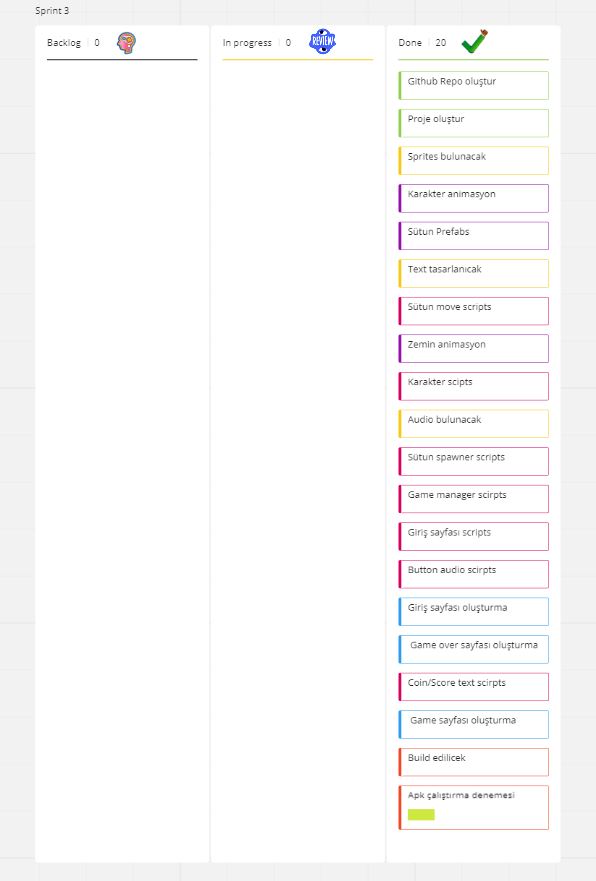 Sprint 3
Backlog 0
In progress 0
REVIEW!
Done 20
Github Repo oluştur
Proje oluştur
Sprites bulunacak
Karakter animasyon
Sütun Prefabs
Text tasarlanıcak
Sütun move scripts
Zemin animasyon
Karakter scipts
Audio bulunacak
Sütun spawner scripts
Game manager scirpts
Giriş sayfası scripts
Button audio scirpts
Giriş sayfası oluşturma
Game over sayfası oluşturma
Coin/Score text scirpts
Game sayfası oluşturma
Build edilicek
Apk çalıştırma denemesi